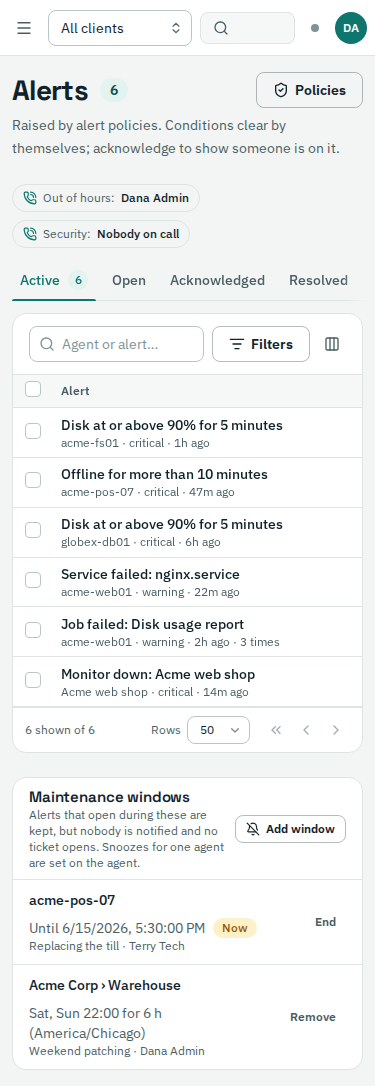 All clients
DA
Alerts 6
Policies
Raised by alert policies. Conditions clear by
themselves; acknowledge to show someone is on it.
Out of hours: Dana Admin
Security: Nobody on call
Active 6 Open Acknowledged Resolved
Agent or alert...
Filters
Alert
Disk at or above 90% for 5 minutes
acme-fs01 · critical · 1h ago
Offline for more than 10 minutes
acme-pos-07 · critical · 47m ago
Disk at or above 90% for 5 minutes
globex-db01 · critical · 6h ago
Service failed: nginx.service
acme-web01 · warning · 22m ago
Job failed: Disk usage report
acme-web01 · warning · 2h ago · 3 times
Monitor down: Acme web shop
Acme web shop · critical · 14m ago
6 shown of 6 Rows 50
Maintenance windows
Alerts that open during these are
kept, but nobody is notified and no
ticket opens. Snoozes for one agent
are set on the agent.
Add window
acme-pos-07
Until 6/15/2026, 5:30:00 PM Now
Replacing the till · Terry Tech
End
Acme Corp › Warehouse
Sat, Sun 22:00 for 6 h
(America/Chicago)
Weekend patching · Dana Admin
Remove